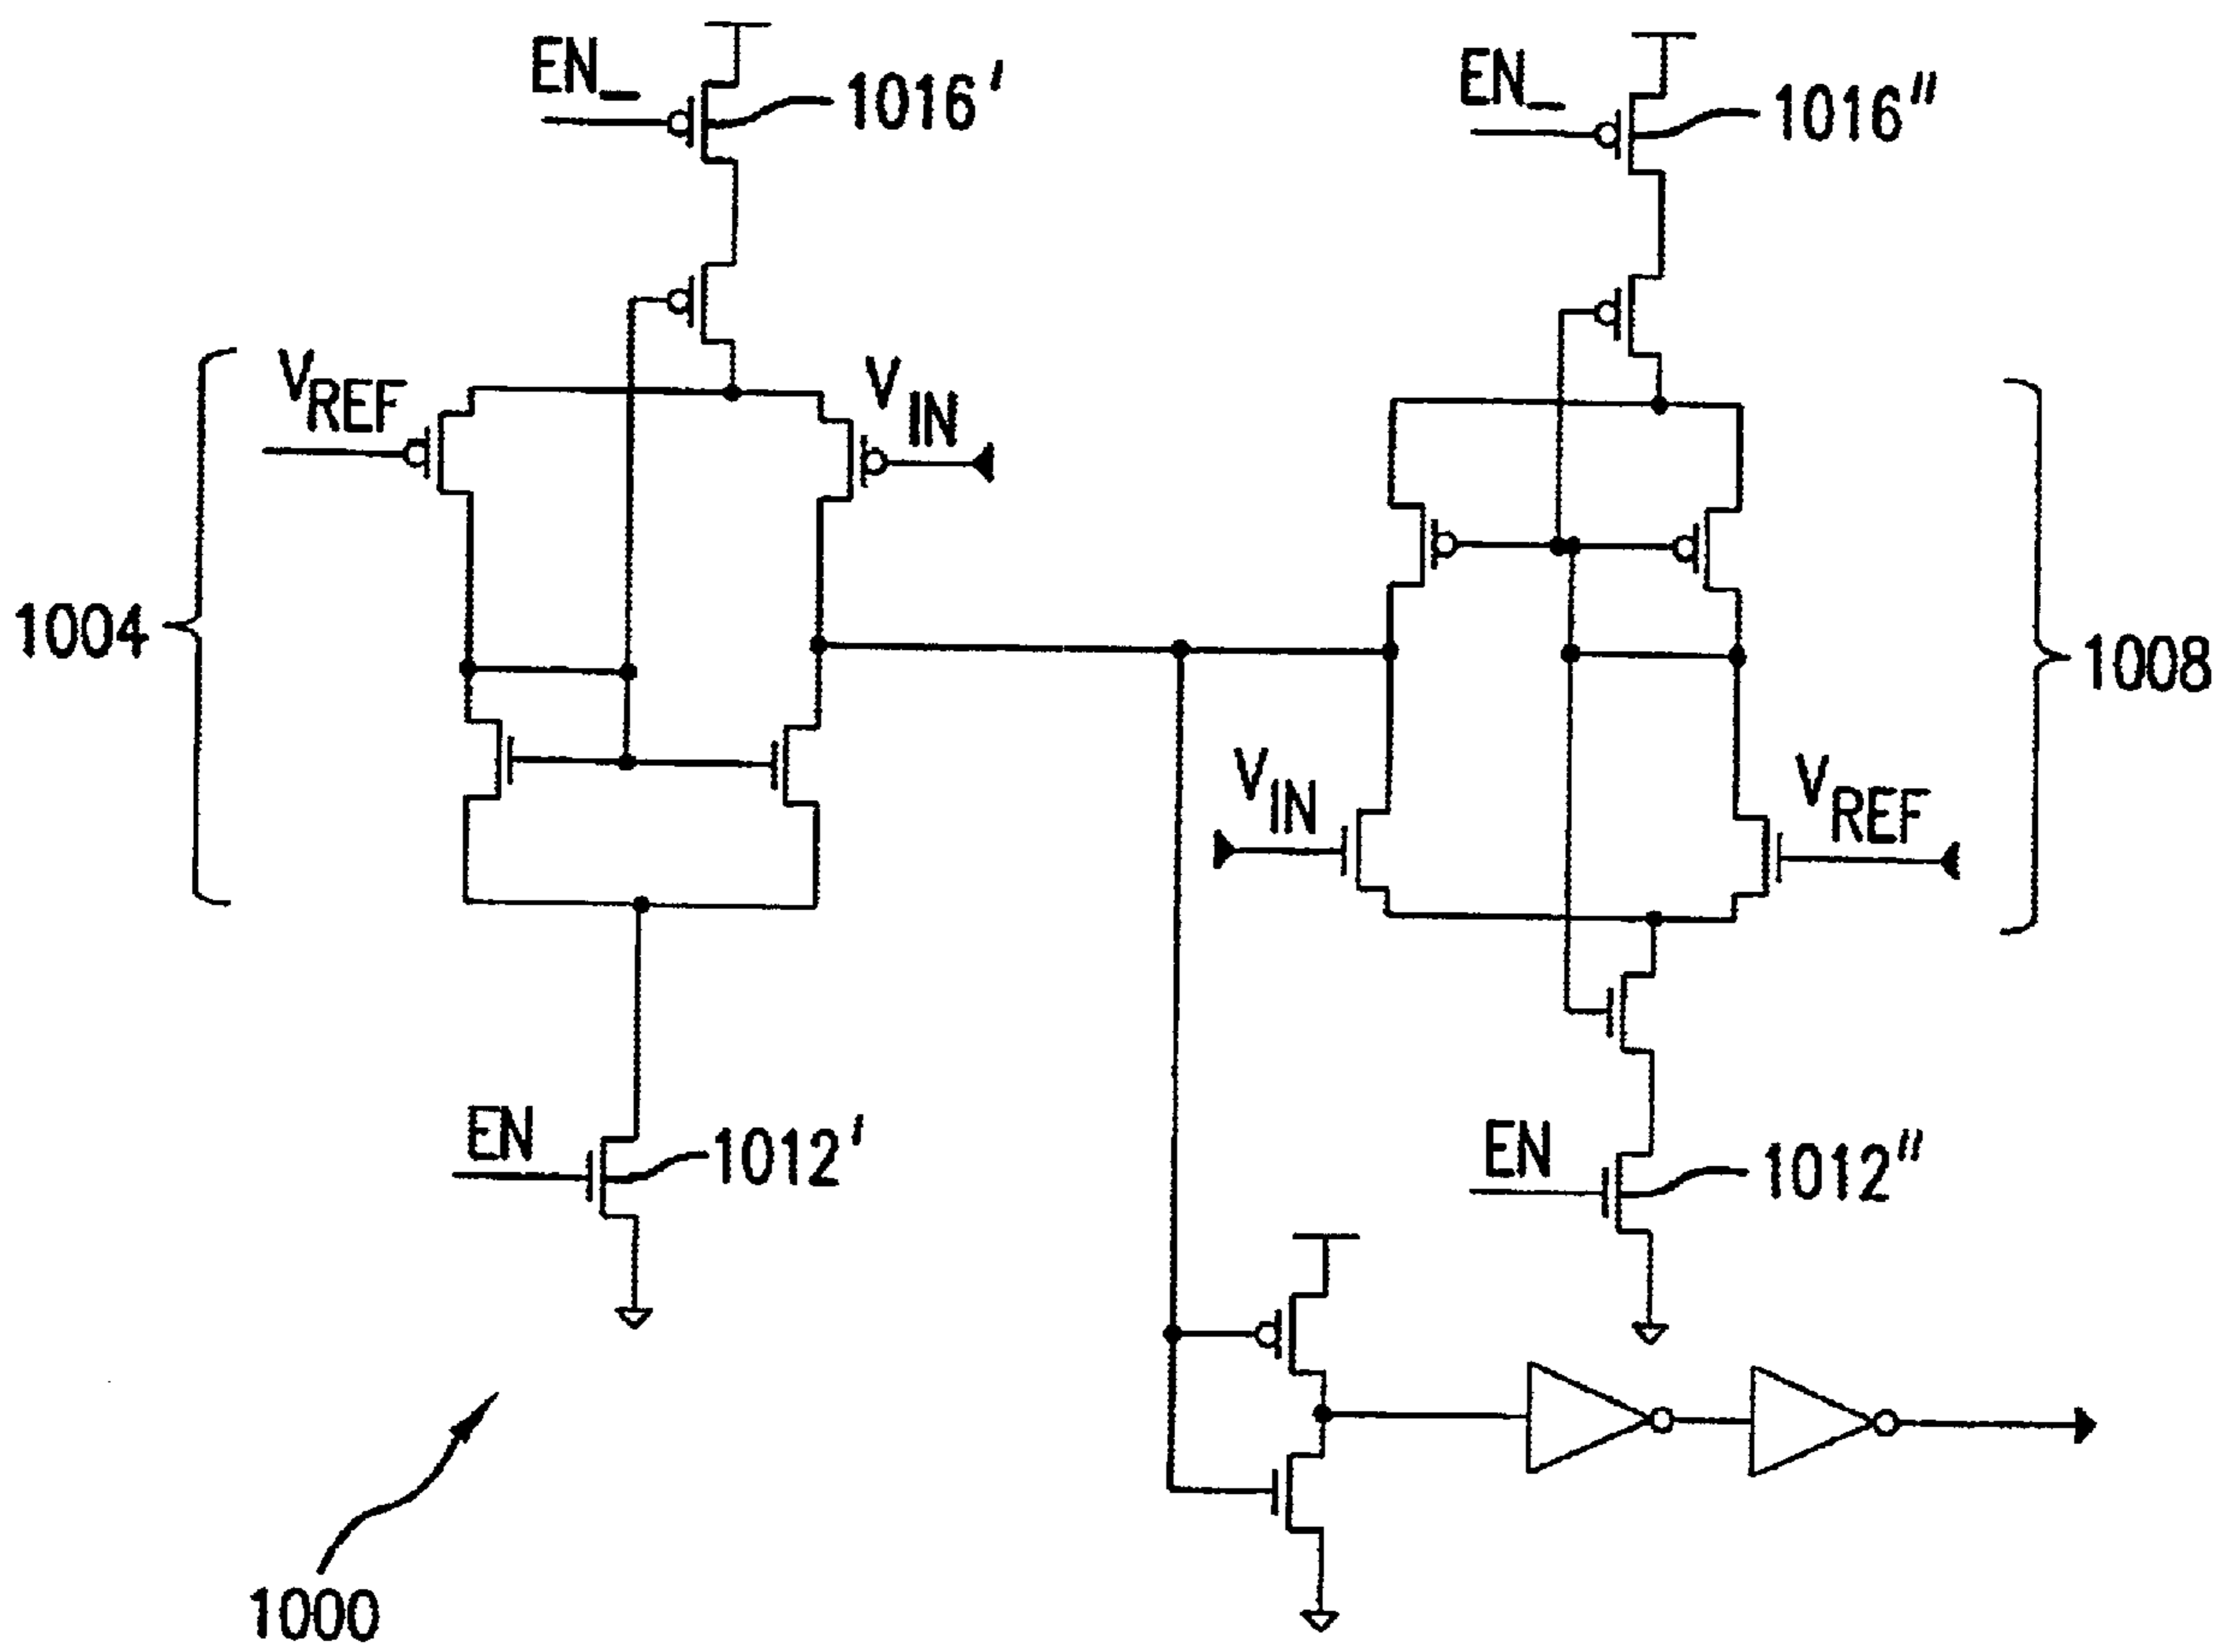 EN_
1016'
EN_
1016"
VREF
VIN
1004
1008
VIN
VREF
EN
1012'
EN
1012"
1000